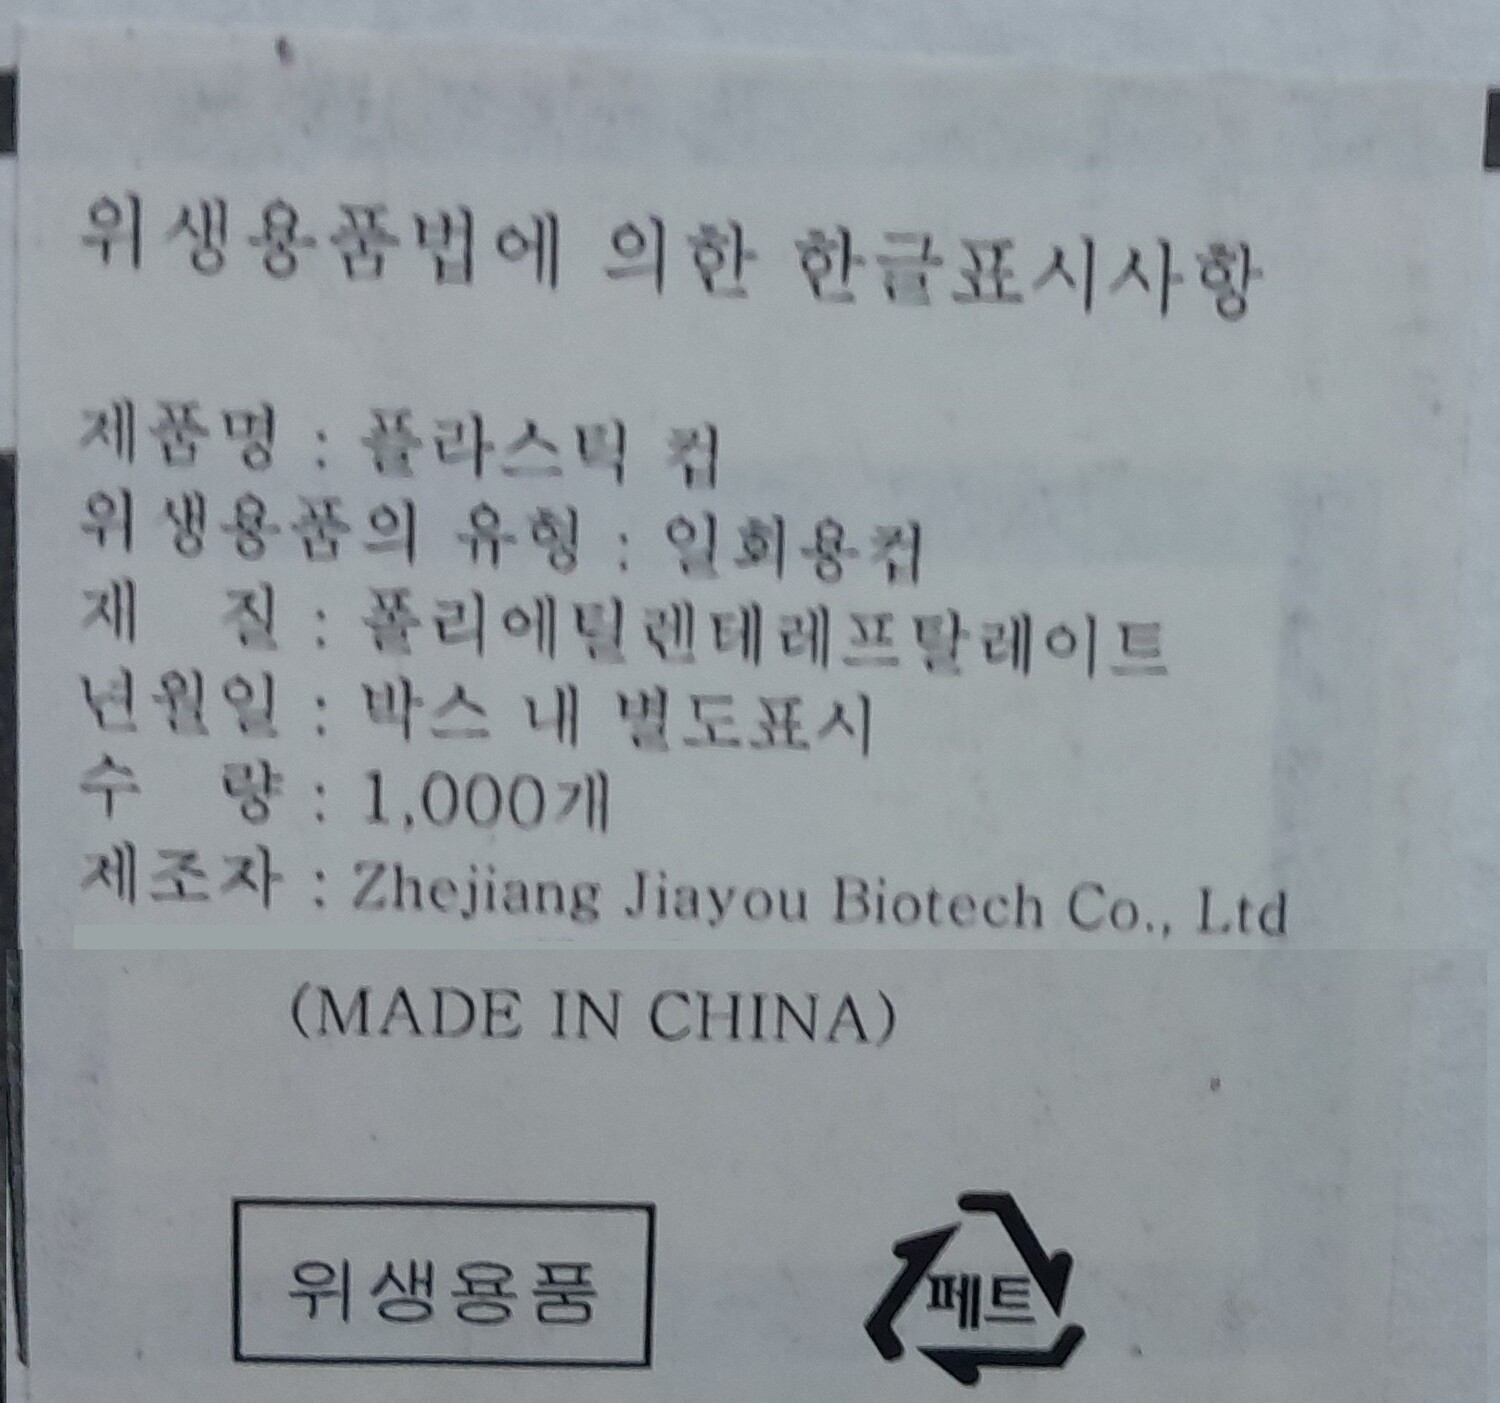 위생용품법에 의한 한글표시사항
제품명 : 플라스틱 컵
위생용품의 유형 : 일회용컵
재 질 : 폴리에틸렌테레프탈레이트
년월일 : 박스 내 별도표시
수 량 : 1,000개
제조자 : Zhejiang Jiayou Biotech Co., Ltd
(MADE IN CHINA)
위생용품
페트